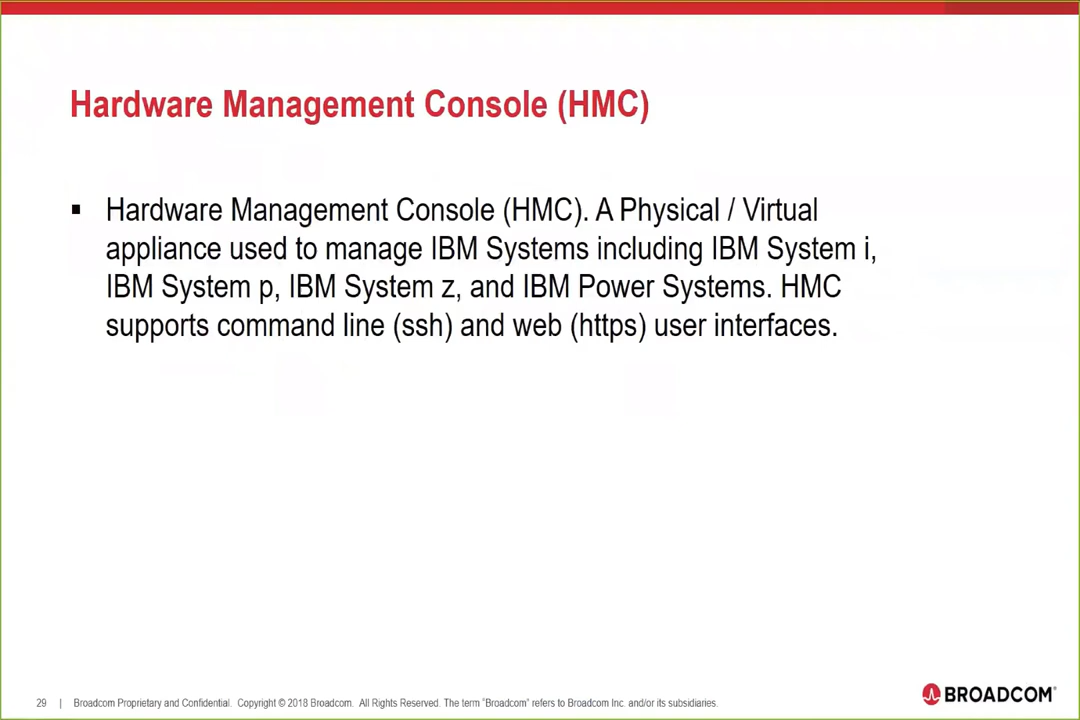 Hardware Management Console (HMC)
▪ Hardware Management Console (HMC). A Physical / Virtual
appliance used to manage IBM Systems including IBM System i,
IBM System p, IBM System z, and IBM Power Systems. HMC
supports command line (ssh) and web (https) user interfaces.
29 | Broadcom Proprietary and Confidential. Copyright © 2018 Broadcom. All Rights Reserved. The term "Broadcom" refers to Broadcom Inc. and/or its subsidiaries.
BROADCOM®